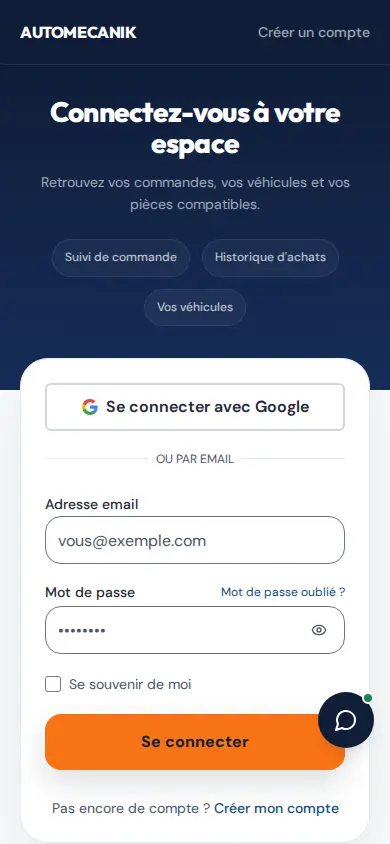 AUTOMECANIK
Créer un compte
Connectez-vous à votre
espace
Retrouvez vos commandes, vos véhicules et vos
pièces compatibles.
Suivi de commande
Historique d'achats
Vos véhicules
Se connecter avec Google
OU PAR EMAIL
Adresse email
vous@exemple.com
Mot de passe
Mot de passe oublié ?
••••••••
Se souvenir de moi
Se connecter
Pas encore de compte ? Créer mon compte